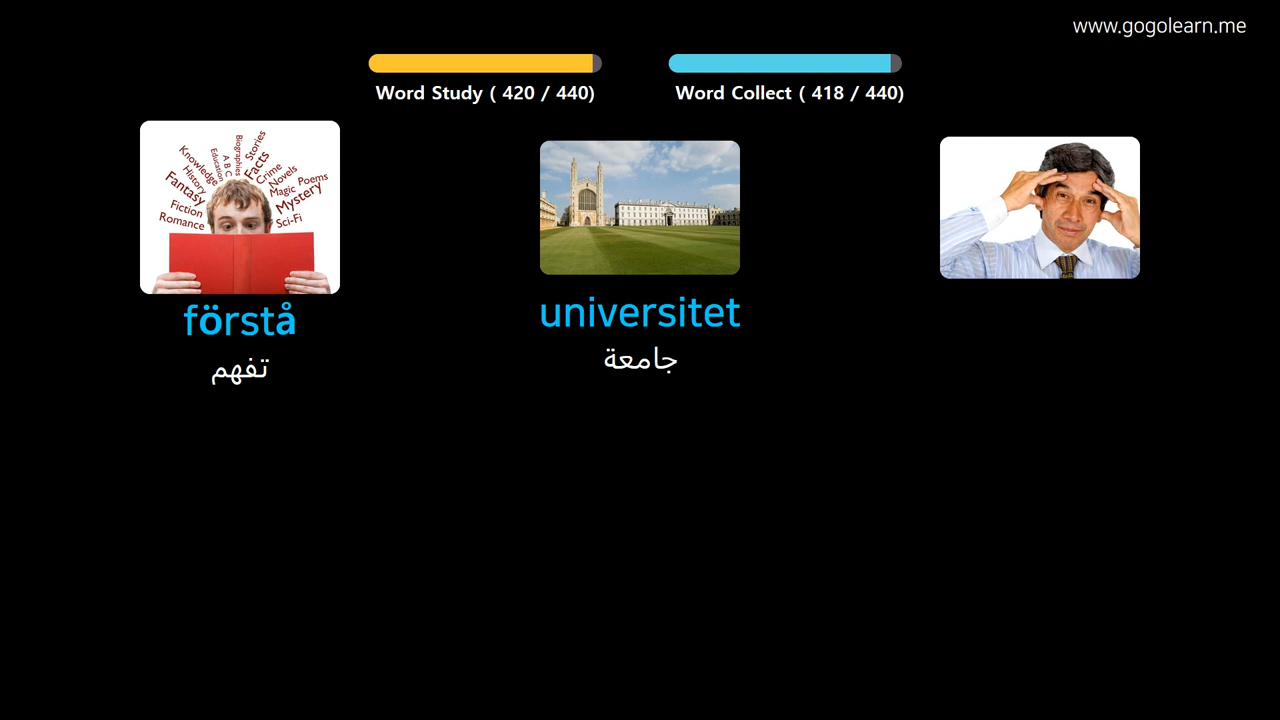 www.gogolearn.me
Word Study ( 420 / 440)
Word Collect ( 418 / 440)
Knowledge
History
Fantasy
Fiction
Romance
Education
A B C
Biographies
Stories
Facts
Crime
Novels
Magic
Poems
Mystery
Sci-Fi
förstå
تفهم
universitet
جامعة